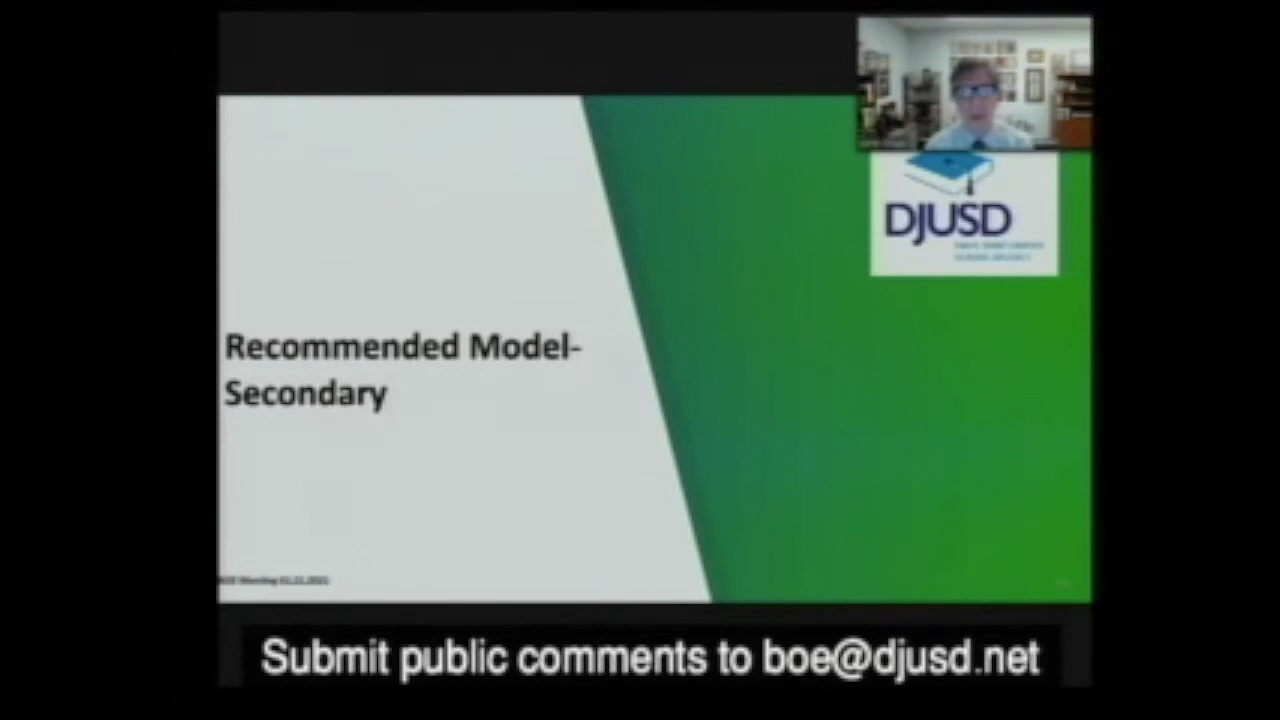 DJUSD
Recommended Model-
Secondary
Submit public comments to boe@djusd.net